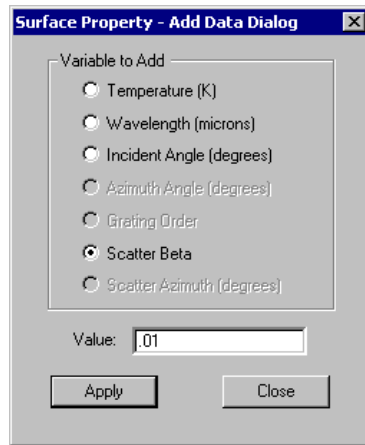 Surface Property - Add Data Dialog
Variable to Add
Temperature (K)
Wavelength (microns)
Incident Angle (degrees)
Azimuth Angle (degrees)
Grating Order
Scatter Beta
Scatter Azimuth (degrees)
Value: .01
Apply Close